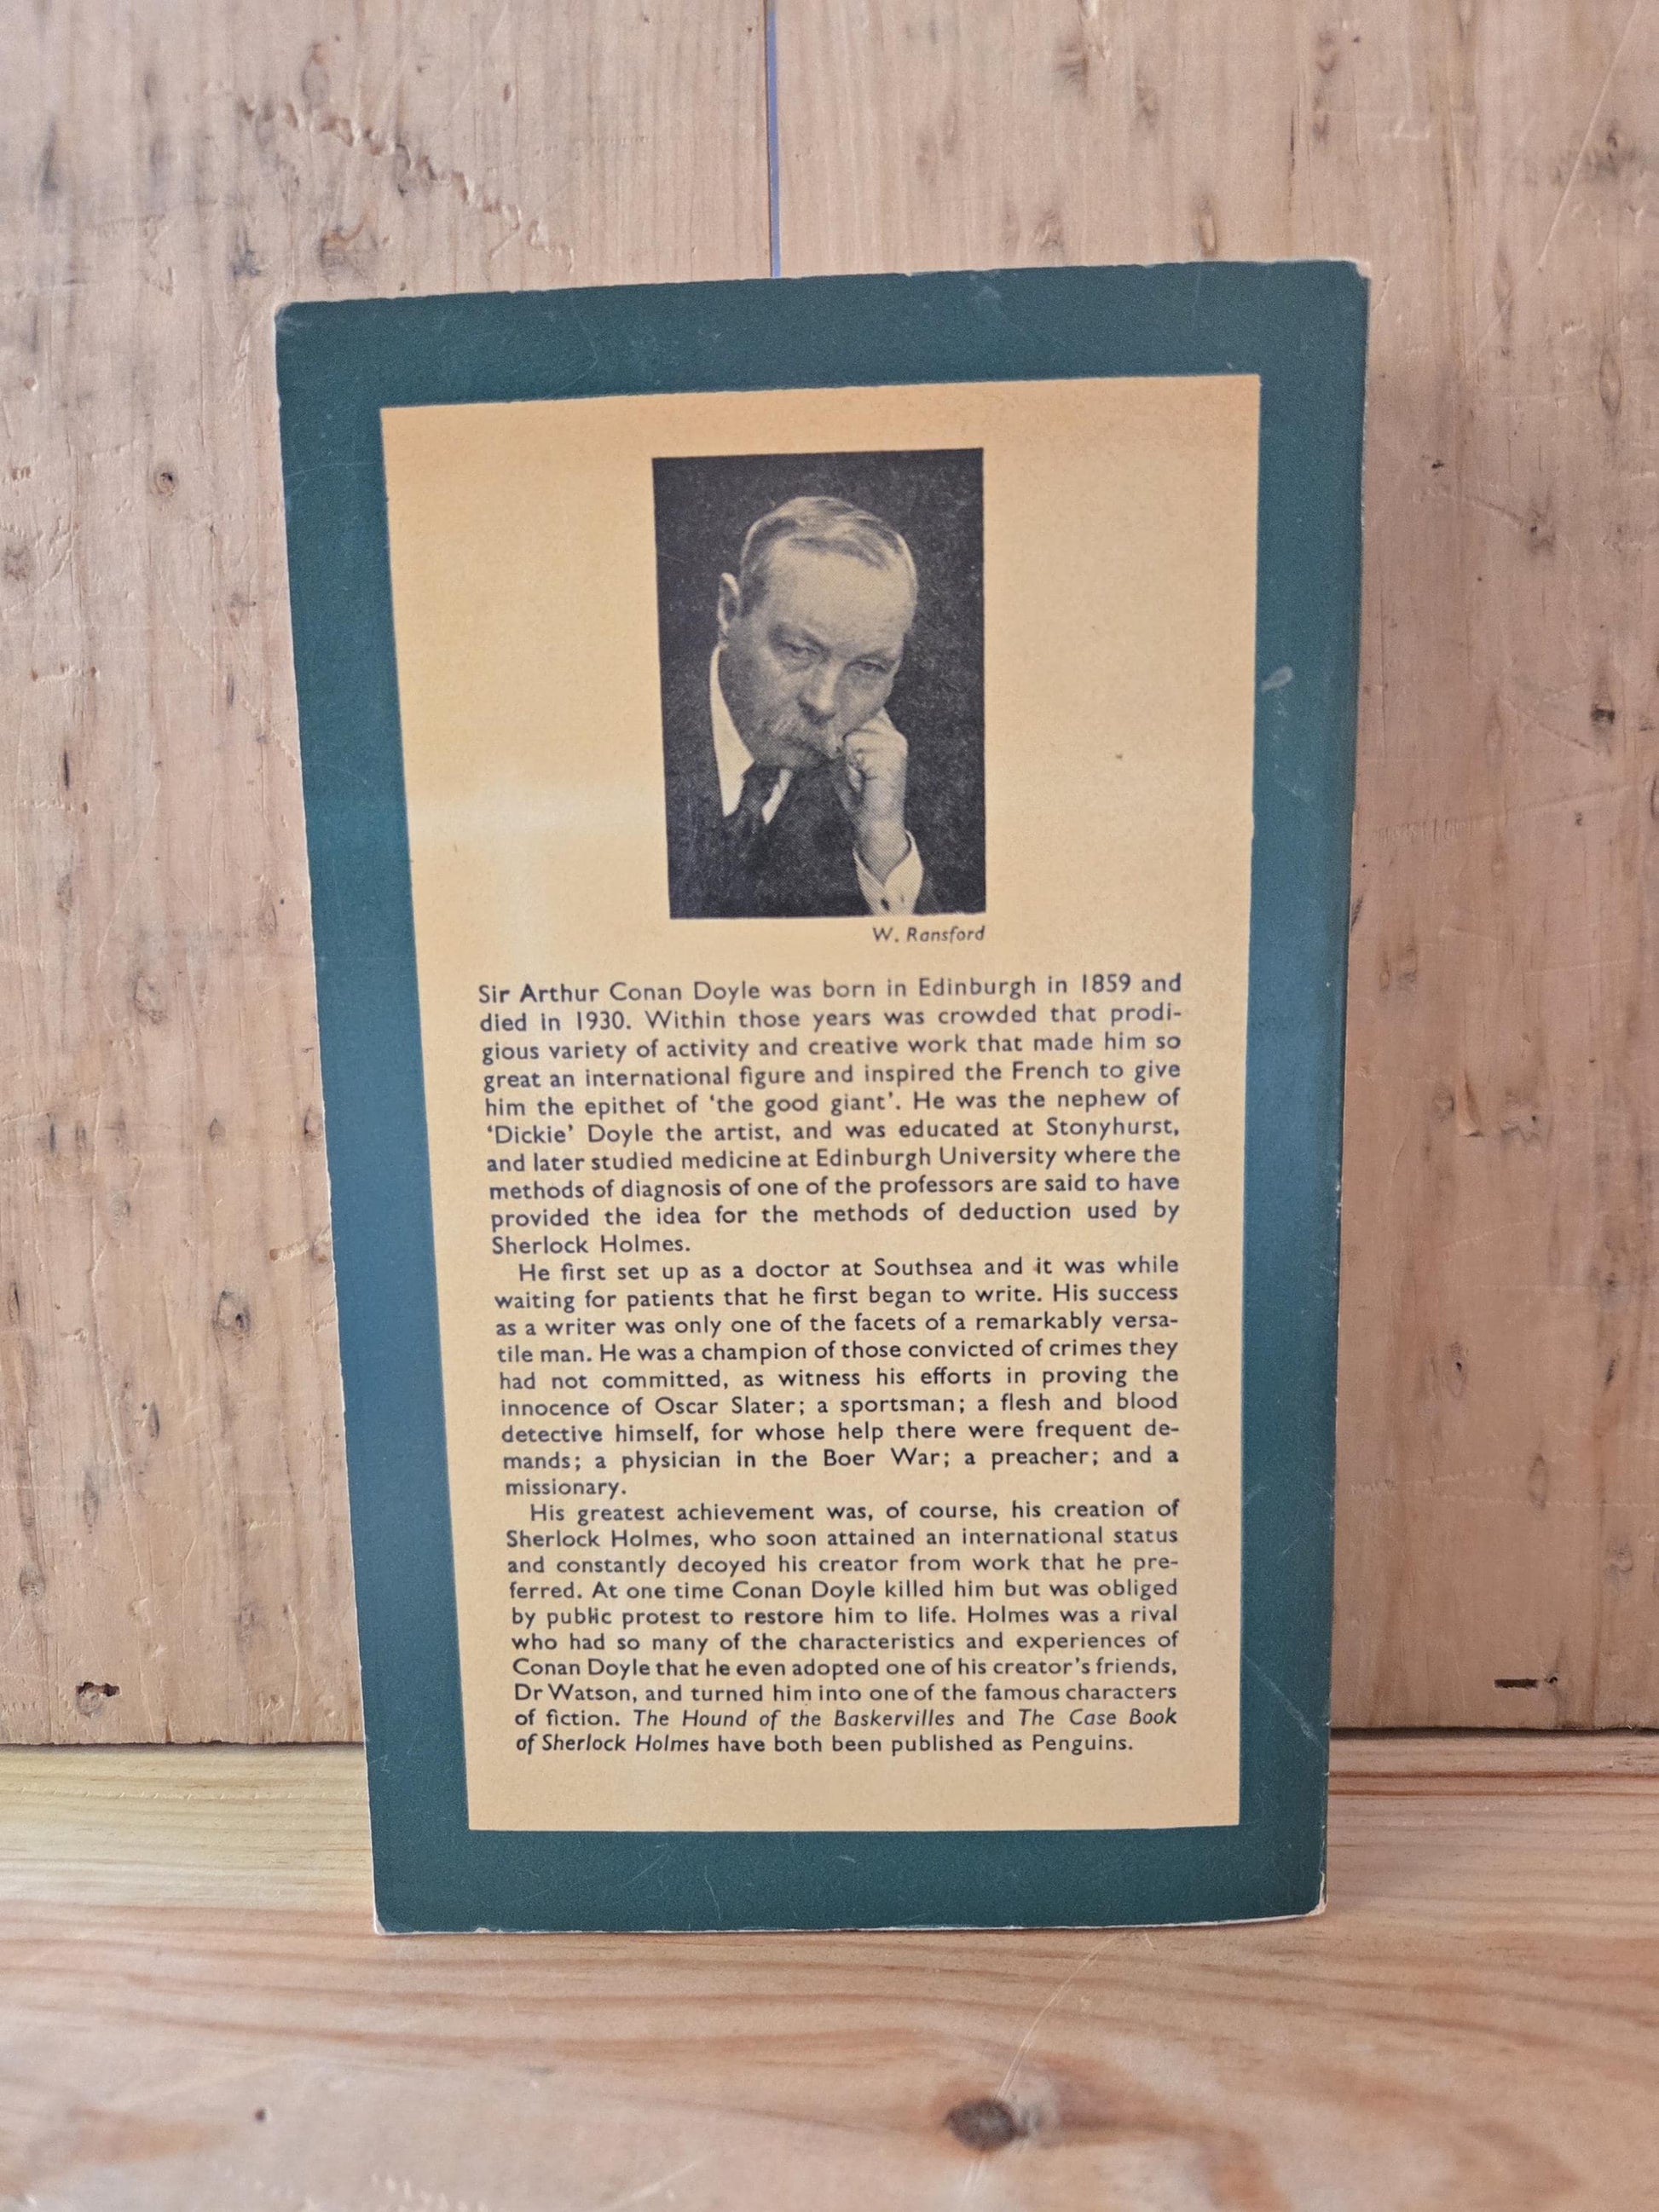 W. Ransford
Sir Arthur Conan Doyle was born in Edinburgh in 1859 and
died in 1930. Within those years was crowded that prodi-
gious variety of activity and creative work that made him so
great an international figure and inspired the French to give
him the epithet of ‘the good giant’. He was the nephew of
‘Dickie’ Doyle the artist, and was educated at Stonyhurst,
and later studied medicine at Edinburgh University where the
methods of diagnosis of one of the professors are said to have
provided the idea for the methods of deduction used by
Sherlock Holmes.
He first set up as a doctor at Southsea and it was while
waiting for patients that he first began to write. His success
as a writer was only one of the facets of a remarkably versa-
tile man. He was a champion of those convicted of crimes they
had not committed, as witness his efforts in proving the
innocence of Oscar Slater; a sportsman; a flesh and blood
detective himself, for whose help there were frequent de-
mands; a physician in the Boer War; a preacher; and a
missionary.
His greatest achievement was, of course, his creation of
Sherlock Holmes, who soon attained an international status
and constantly decoyed his creator from work that he pre-
ferred. At one time Conan Doyle killed him but was obliged
by public protest to restore him to life. Holmes was a rival
who had so many of the characteristics and experiences of
Conan Doyle that he even adopted one of his creator’s friends,
Dr Watson, and turned him into one of the famous characters
of fiction. The Hound of the Baskervilles and The Case Book
of Sherlock Holmes have both been published as Penguins.